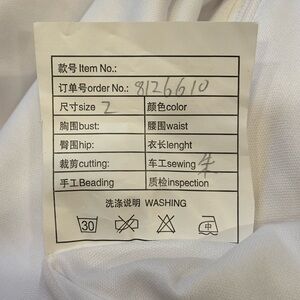 款号Item No.:
订单号order No.: 8126610
尺寸size 2 颜色color
胸围bust: 腰围waist
臀围hip: 衣长lenght
裁剪cutting: 车工sewing 朱
手工Beading 质检inspection
洗涤说明 WASHING
30 中